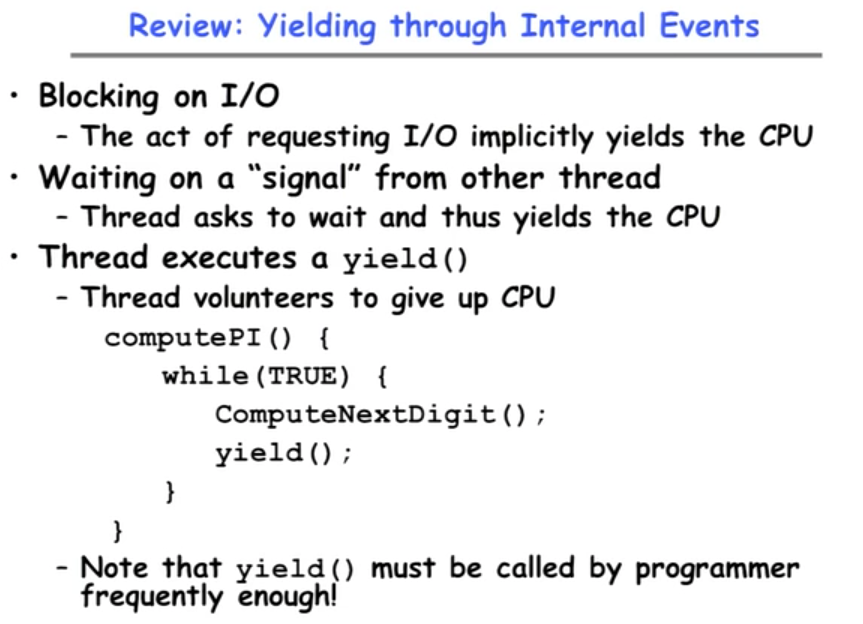 Review: Yielding through Internal Events
• Blocking on I/O
– The act of requesting I/O implicitly yields the CPU
• Waiting on a “signal” from other thread
– Thread asks to wait and thus yields the CPU
• Thread executes a yield()
– Thread volunteers to give up CPU
computePI() {
while(TRUE) {
ComputeNextDigit();
yield();
}
}
– Note that yield() must be called by programmer
frequently enough!